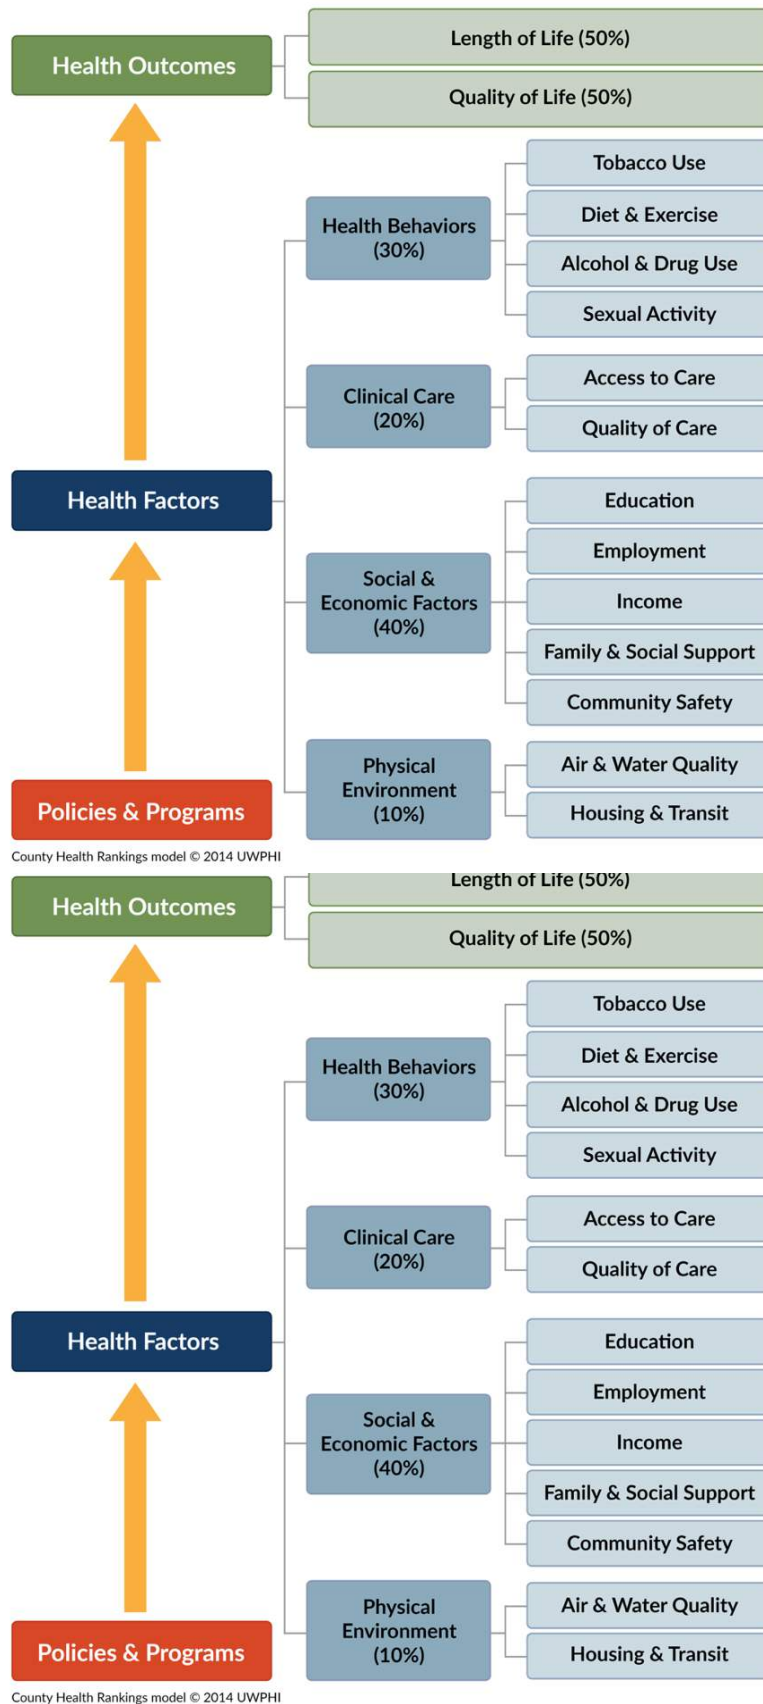 Health Outcomes
Length of Life (50%)
Quality of Life (50%)
Health Behaviors
(30%)
Tobacco Use
Diet & Exercise
Alcohol & Drug Use
Sexual Activity
Clinical Care
(20%)
Access to Care
Quality of Care
Health Factors
Social &
Economic Factors
(40%)
Education
Employment
Income
Family & Social Support
Community Safety
Physical
Environment
(10%)
Air & Water Quality
Housing & Transit
Policies & Programs
County Health Rankings model © 2014 UWPHI
Health Outcomes
Length of Life (50%)
Quality of Life (50%)
Health Behaviors
(30%)
Tobacco Use
Diet & Exercise
Alcohol & Drug Use
Sexual Activity
Clinical Care
(20%)
Access to Care
Quality of Care
Health Factors
Social &
Economic Factors
(40%)
Education
Employment
Income
Family & Social Support
Community Safety
Physical
Environment
(10%)
Air & Water Quality
Housing & Transit
Policies & Programs
County Health Rankings model © 2014 UWPHI